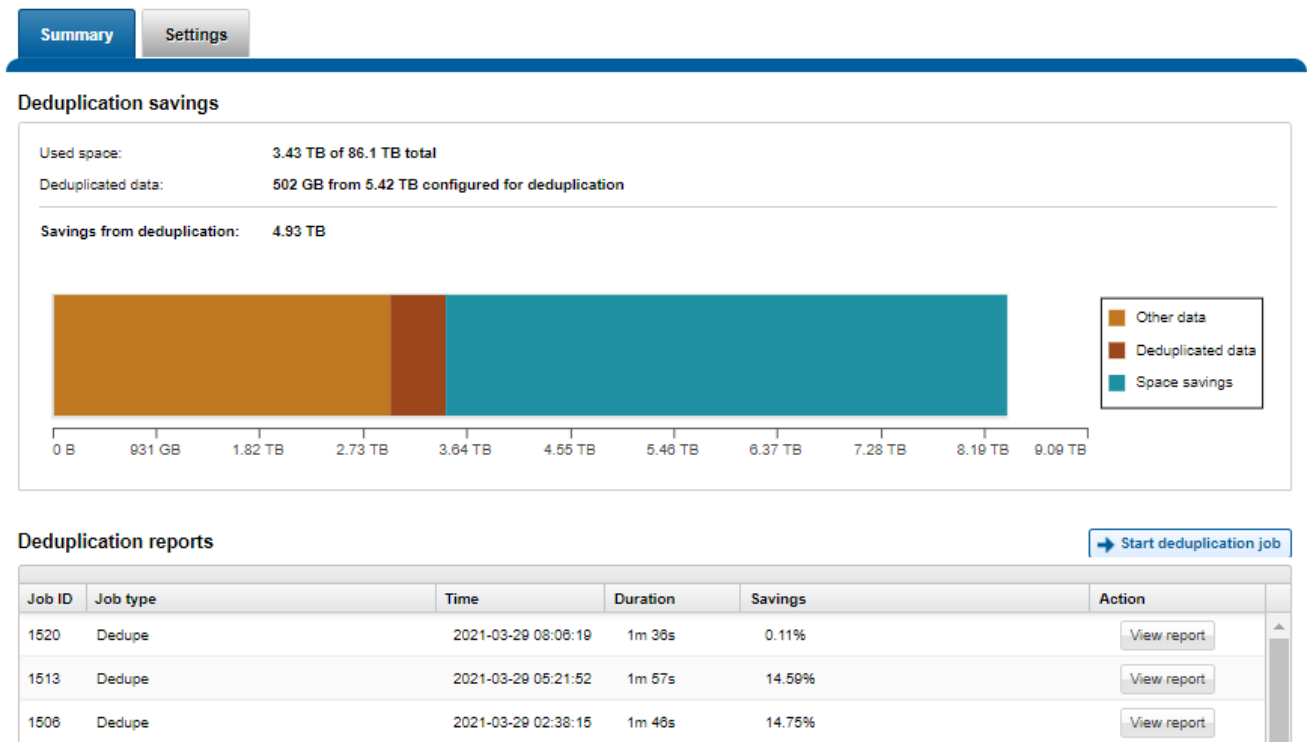 Summary Settings
Deduplication savings
Used space: 3.43 TB of 86.1 TB total
Deduplicated data: 502 GB from 5.42 TB configured for deduplication
Savings from deduplication: 4.93 TB
Other data
Deduplicated data
Space savings
0 B 931 GB 1.82 TB 2.73 TB 3.64 TB 4.55 TB 5.46 TB 6.37 TB 7.28 TB 8.19 TB 9.09 TB
Deduplication reports Start deduplication job
Job ID Job type Time Duration Savings Action
1520 Dedupe 2021-03-29 08:06:19 1m 36s 0.11% View report
1513 Dedupe 2021-03-29 05:21:52 1m 57s 14.59% View report
1506 Dedupe 2021-03-29 02:38:15 1m 46s 14.75% View report